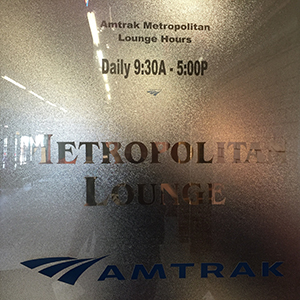 Amtrak Metropolitan
Lounge Hours
Daily 9:30A - 5:00P
METROPOLITAN
LOUNGE
AMTRAK